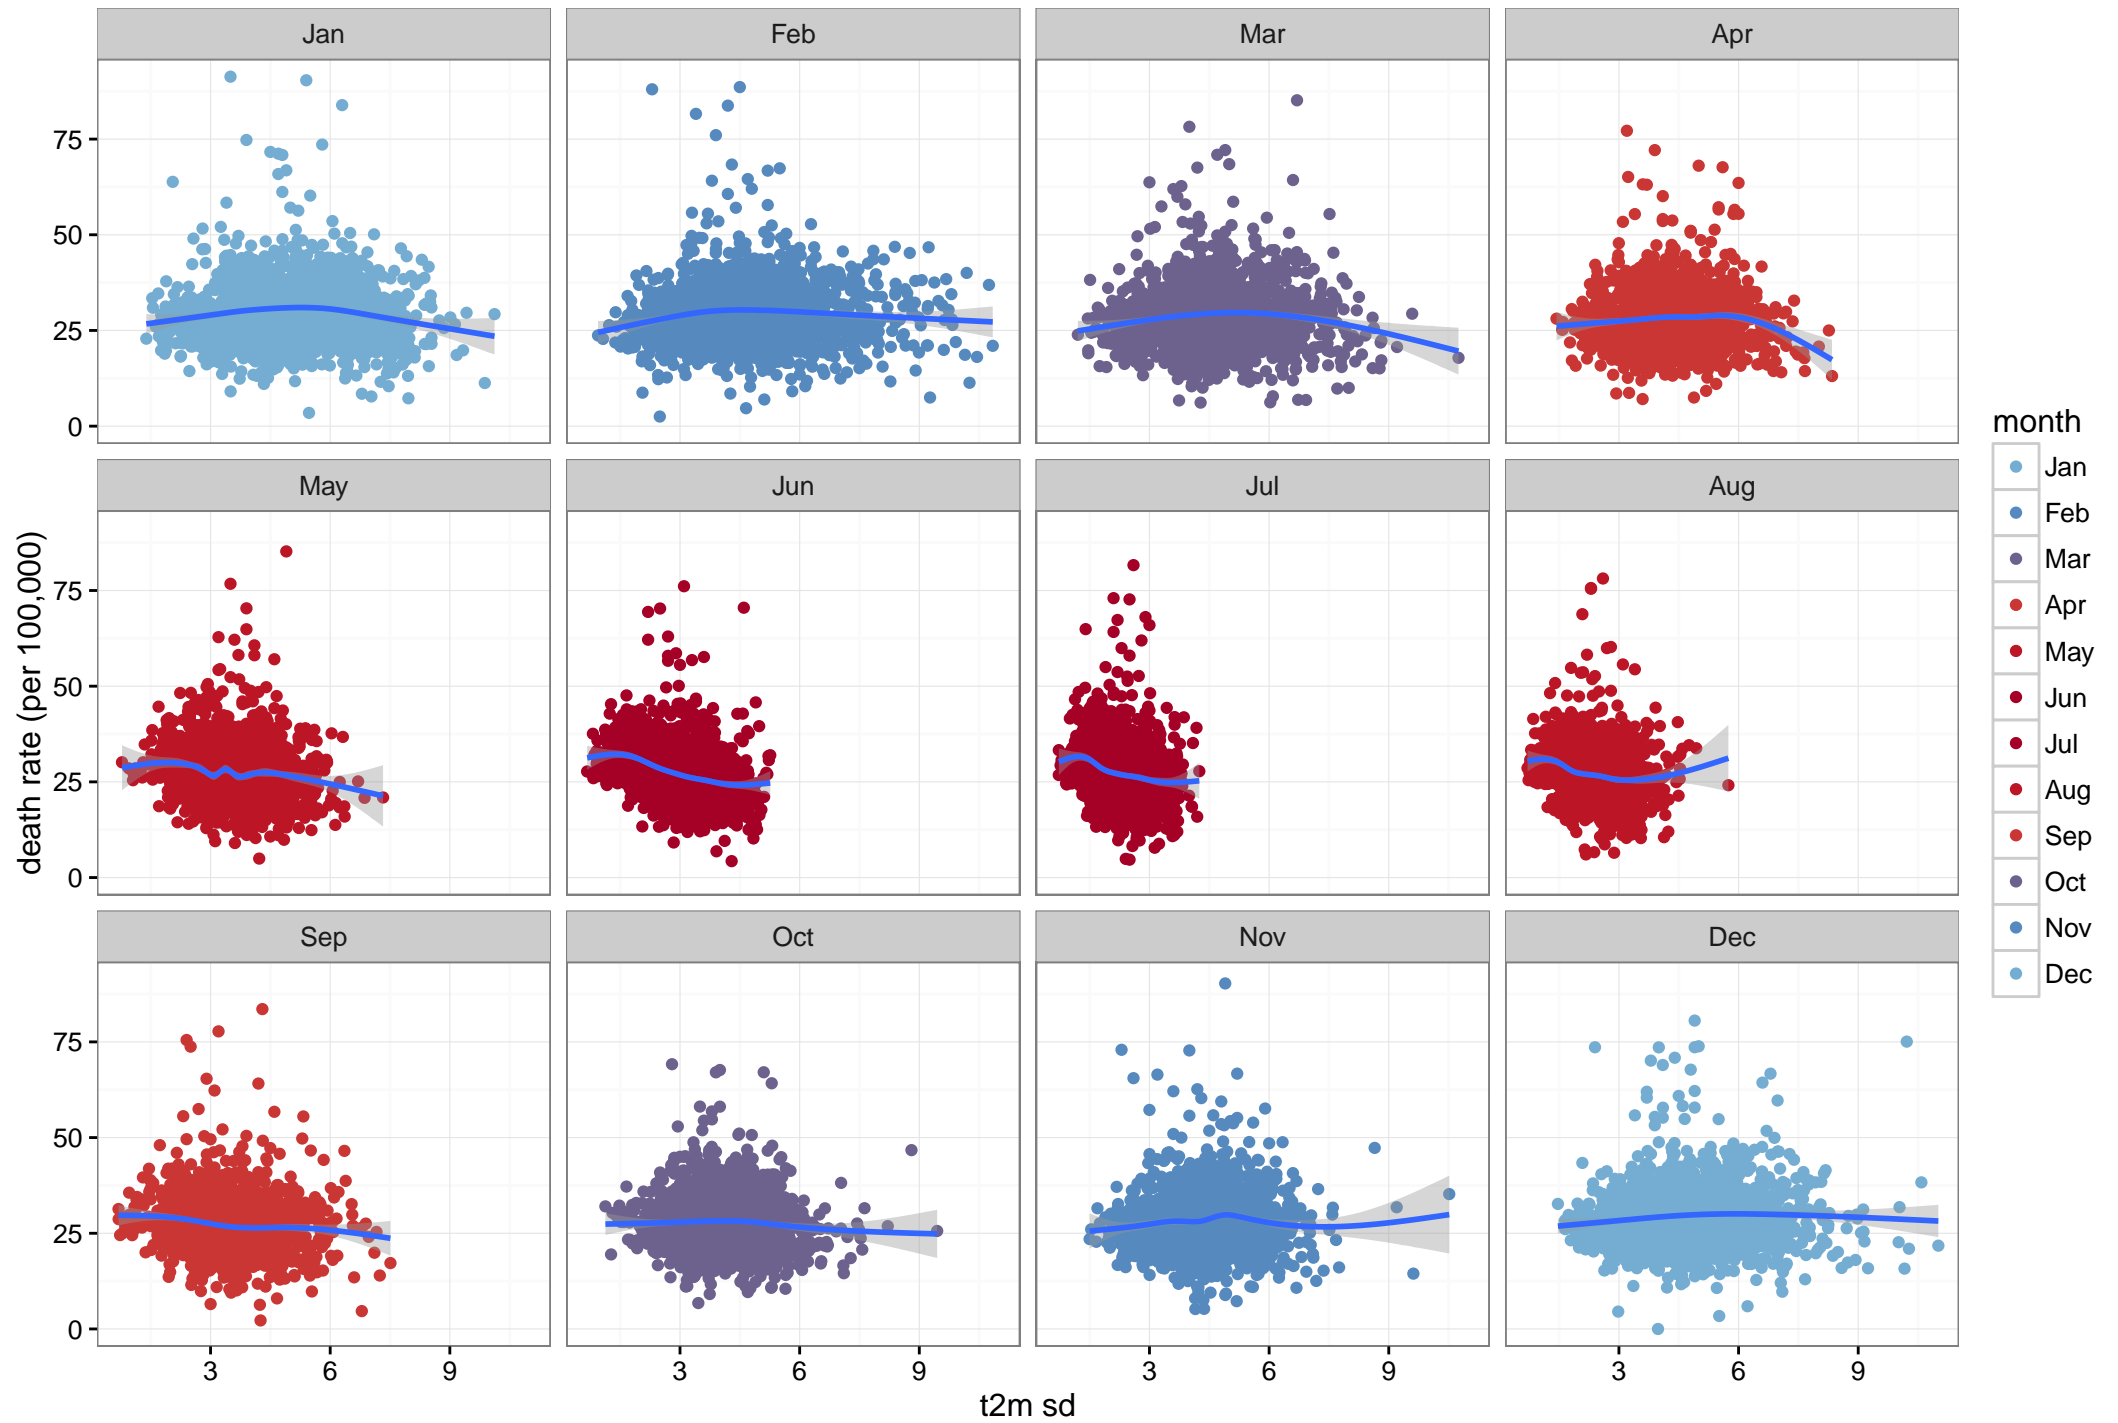 Jan Feb Mar Apr
75
50
25
0
May Jun Jul Aug
75
50
25
0
Sep Oct Nov Dec
75
50
25
0
3 6 9 3 6 9 3 6 9 3 6 9
t2m sd
death rate (per 100,000)
month
Jan
Feb
Mar
Apr
May
Jun
Jul
Aug
Sep
Oct
Nov
Dec